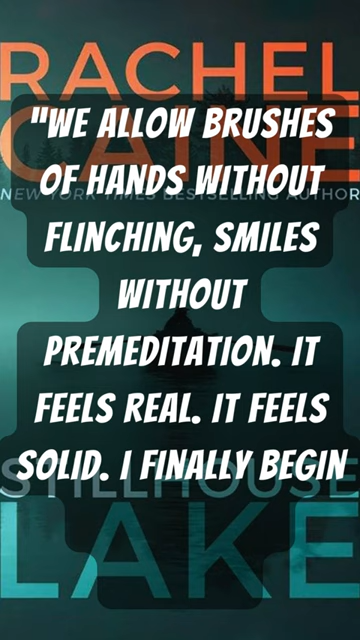 RACHEL
CAINE
NEW YORK TIMES BESTSELLING AUTHOR
"WE ALLOW BRUSHES
OF HANDS WITHOUT
FLINCHING, SMILES
WITHOUT
PREMEDITATION. IT
FEELS REAL. IT FEELS
SOLID. I FINALLY BEGIN
STILLHOUSE
LAKE